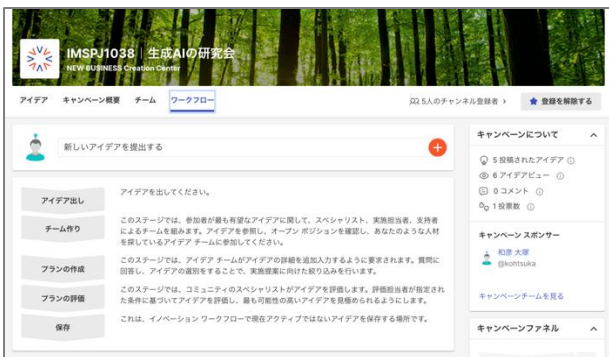 IMSPJ1038｜生成AIの研究会
NEW BUSINESS Creation Center
アイデア キャンペーン概要 チーム ワークフロー
5人のチャンネル登録者 ›
登録を解除する
新しいアイデアを提出する
アイデア出し
アイデアを出してください。
チーム作り
このステージでは、参加者が最も有望なアイデアに関して、スペシャリスト、実施担当者、支持者
によるチームを組みます。アイデアを参照し、オープン ポジションを確認し、あなたのような人材
を探しているアイデア チームに参加してください。
プランの作成
このステージでは、アイデア チームがアイデアの詳細を追加入力するように要求されます。質問に
回答し、アイデアの選別をすることで、実施提案に向けた絞り込みを行います。
プランの評価
このステージでは、コミュニティのスペシャリストがアイデアを評価します。評価担当者が指定され
た条件に基づいてアイデアを評価し、最も可能性の高いアイデアを見極められるようにします。
保存
これは、イノベーション ワークフローで現在アクティブではないアイデアを保存する場所です。
キャンペーンについて
5 投稿されたアイデア
6 アイデアビュー
0 コメント
1 投票数
キャンペーン スポンサー
和彦 大塚
@kohtsuka
キャンペーンチームを見る
キャンペーンファネル